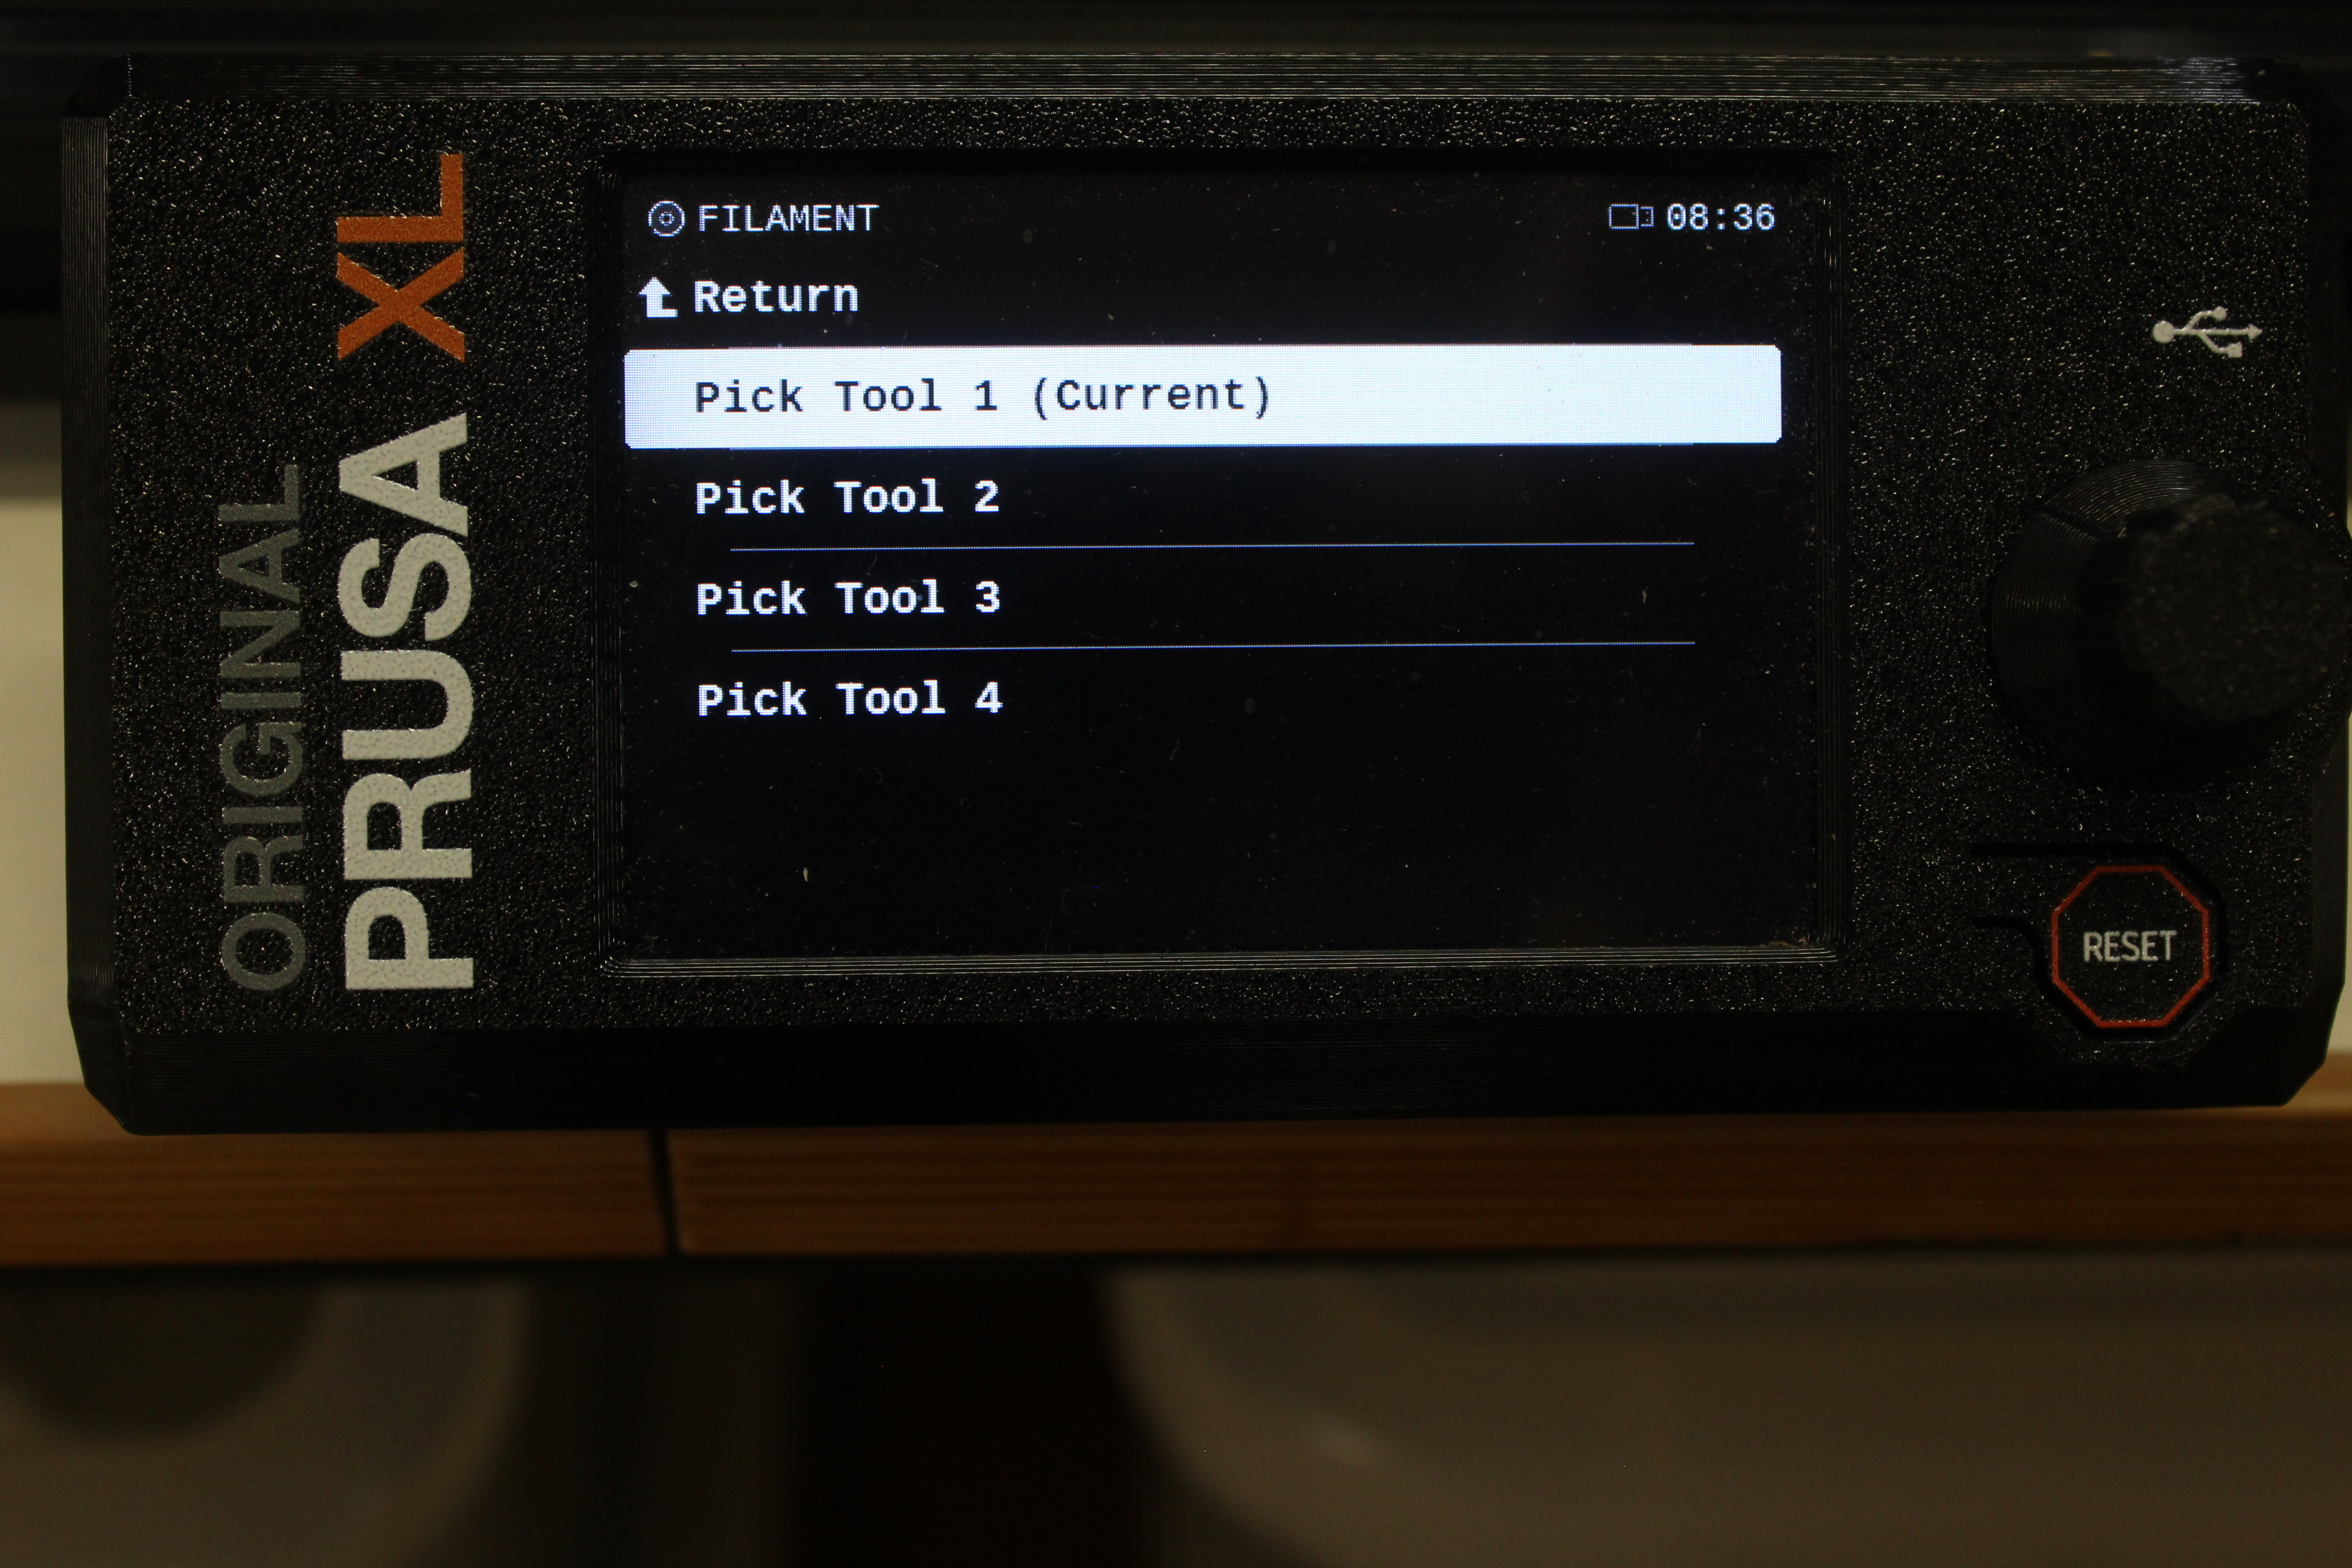 ORIGINAL
PRUSA XL
FILAMENT 08:36
Return
Pick Tool 1 (Current)
Pick Tool 2
Pick Tool 3
Pick Tool 4
RESET